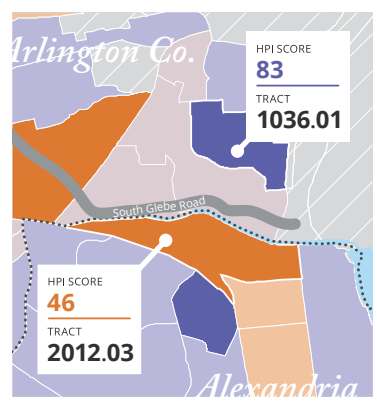 Arlington Co.
HPI SCORE
83
TRACT
1036.01
South Glebe Road
HPI SCORE
46
TRACT
2012.03
Alexandria